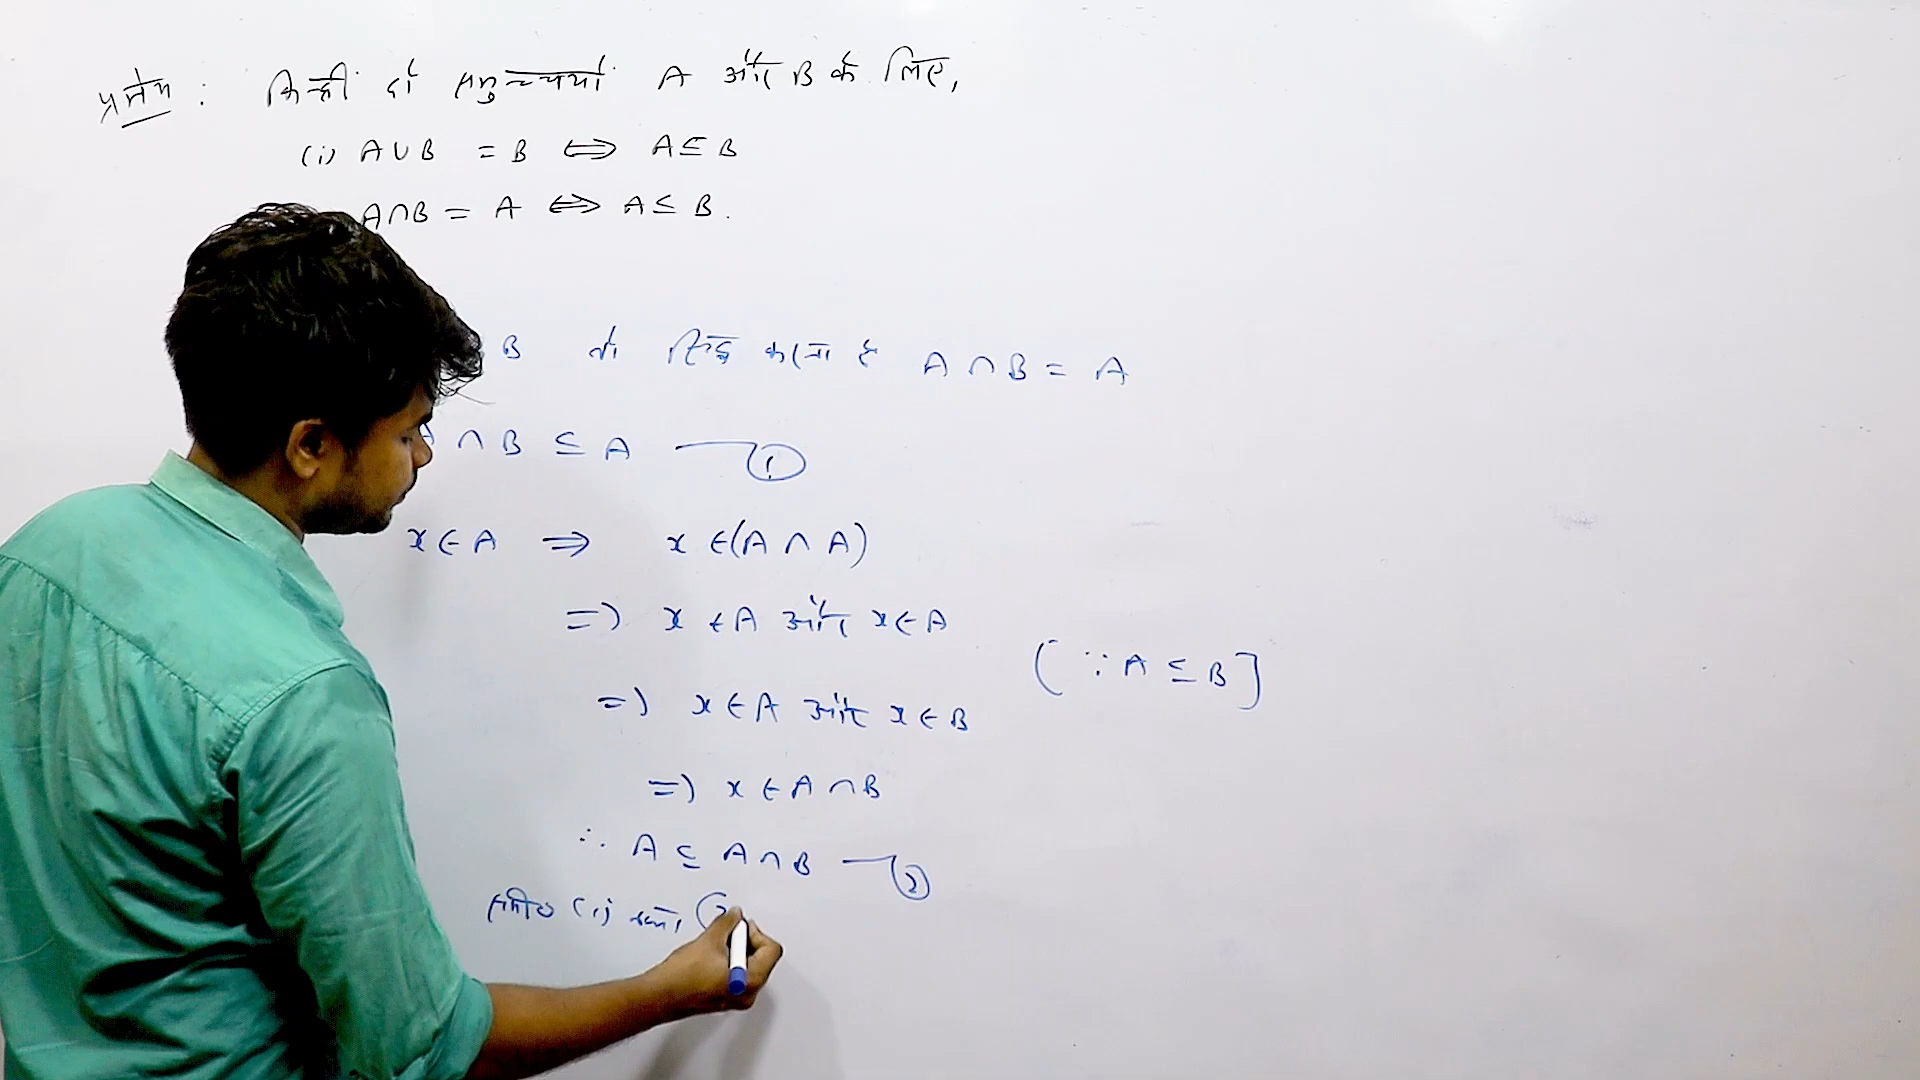 प्रमेय : किन्हीं दो समुच्चयों A और B के लिए,
(i) A∪B = B ⟺ A⊆B
A∩B = A ⟺ A⊆B.
B तो सिद्ध करना है A∩B = A
A∩B ⊆ A —①
x∈A ⇒ x∈(A∩A)
⇒ x∈A और x∈A
(∵ A⊆B]
⇒ x∈A और x∈B
⇒ x∈A∩B
∴ A⊆A∩B —②
(1) तथा (2